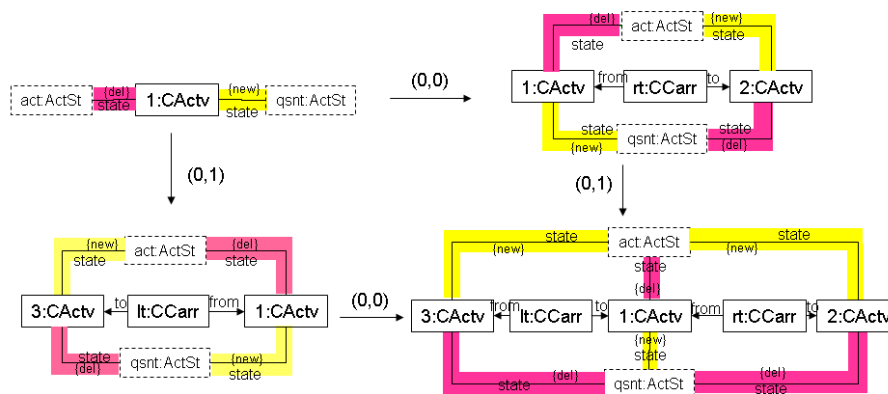 {del}
act:ActSt
{new}
state
state
1:CActv
from
rt:CCarr
to
2:CActv
state
qsnt:ActSt
state
{new}
{del}
act:ActSt
{del}
state
1:CActv
{new}
state
qsnt:ActSt
(0,0)
(0,1)
(0,1)
{new}
act:ActSt
{del}
state
state
3:CActv
to
lt:CCarr
from
1:CActv
state
{del}
qsnt:ActSt
{new}
state
(0,0)
state
act:ActSt
state
{new}
{new}
state
{del}
3:CActv
from
lt:CCarr
to
1:CActv
from
rt:CCarr
to
2:CActv
{new}
state
{del}
state
qsnt:ActSt
{del}
state